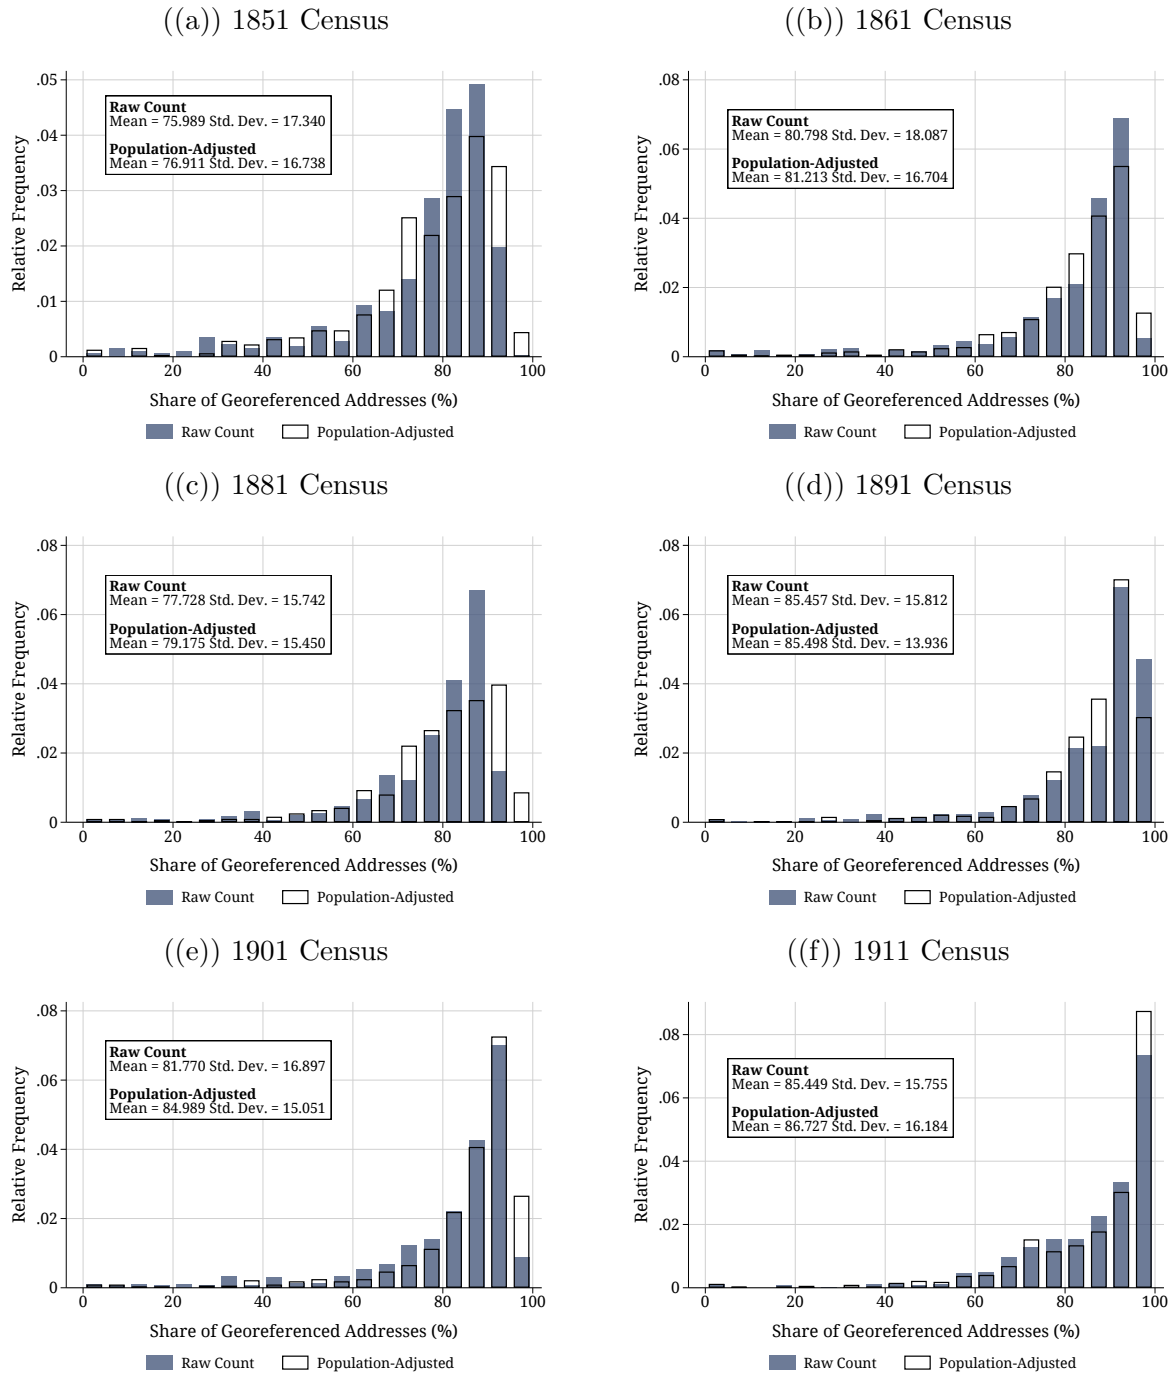 ((a)) 1851 Census
.05
.04
.03
.02
.01
0
Relative Frequency
Raw Count
Mean = 75.989 Std. Dev. = 17.340
Population-Adjusted
Mean = 76.911 Std. Dev. = 16.738
0 20 40 60 80 100
Share of Georeferenced Addresses (%)
Raw Count Population-Adjusted
((b)) 1861 Census
.08
.06
.04
.02
0
Relative Frequency
Raw Count
Mean = 80.798 Std. Dev. = 18.087
Population-Adjusted
Mean = 81.213 Std. Dev. = 16.704
0 20 40 60 80 100
Share of Georeferenced Addresses (%)
Raw Count Population-Adjusted
((c)) 1881 Census
.08
.06
.04
.02
0
Relative Frequency
Raw Count
Mean = 77.728 Std. Dev. = 15.742
Population-Adjusted
Mean = 79.175 Std. Dev. = 15.450
0 20 40 60 80 100
Share of Georeferenced Addresses (%)
Raw Count Population-Adjusted
((d)) 1891 Census
.08
.06
.04
.02
0
Relative Frequency
Raw Count
Mean = 85.457 Std. Dev. = 15.812
Population-Adjusted
Mean = 85.498 Std. Dev. = 13.936
0 20 40 60 80 100
Share of Georeferenced Addresses (%)
Raw Count Population-Adjusted
((e)) 1901 Census
.08
.06
.04
.02
0
Relative Frequency
Raw Count
Mean = 81.770 Std. Dev. = 16.897
Population-Adjusted
Mean = 84.989 Std. Dev. = 15.051
0 20 40 60 80 100
Share of Georeferenced Addresses (%)
Raw Count Population-Adjusted
((f)) 1911 Census
.08
.06
.04
.02
0
Relative Frequency
Raw Count
Mean = 85.449 Std. Dev. = 15.755
Population-Adjusted
Mean = 86.727 Std. Dev. = 16.184
0 20 40 60 80 100
Share of Georeferenced Addresses (%)
Raw Count Population-Adjusted